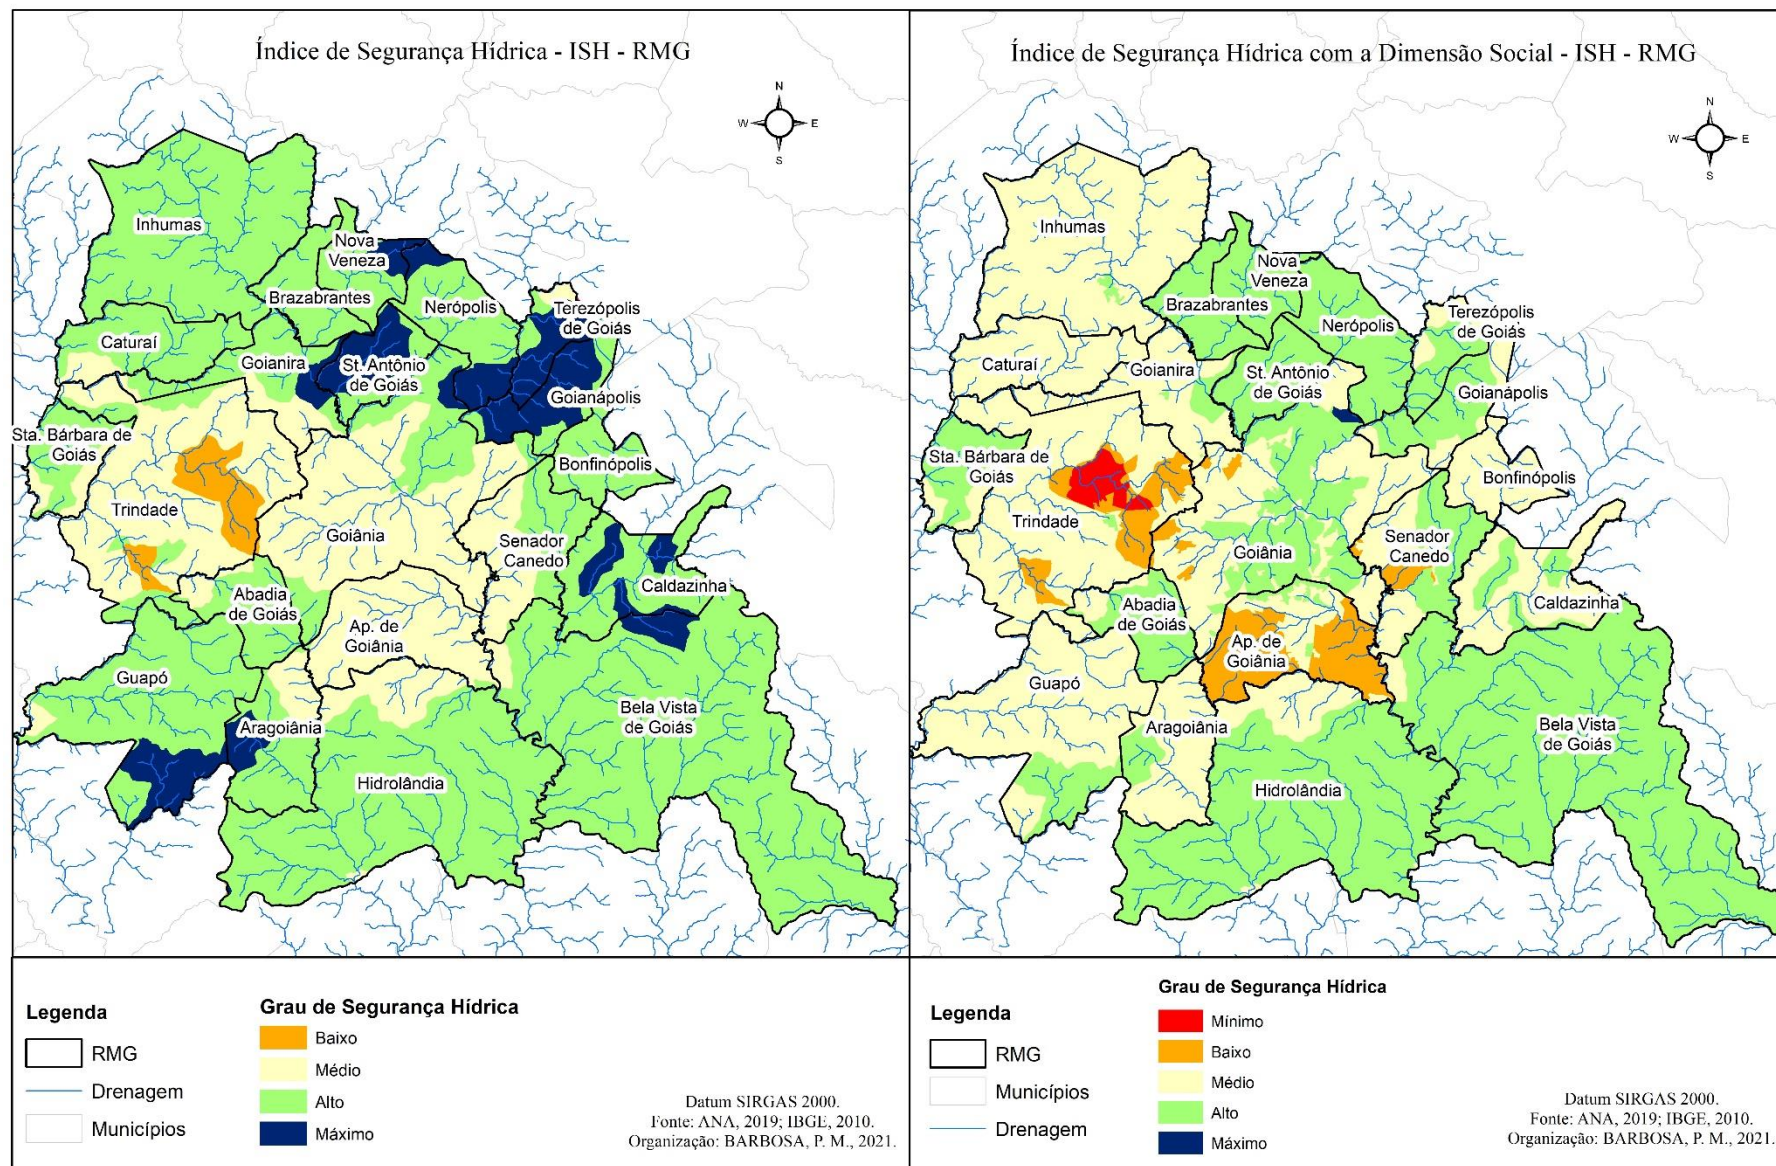 Índice de Segurança Hídrica - ISH - RMG
N
W
E
S
Inhumas
Nova
Veneza
Brazabrantes
Nerópolis
Terezópolis
de Goiás
Caturaí
Goianira
St. Antônio
de Goiás
Goianápolis
Sta. Bárbara de
Goiás
Bonfinópolis
Trindade
Goiânia
Senador
Canedo
Caldazinha
Abadia
de Goiás
Ap. de
Goiânia
Guapó
Aragoiânia
Bela Vista
de Goiás
Hidrolândia
Legenda
RMG
Drenagem
Municípios
Grau de Segurança Hídrica
Baixo
Médio
Alto
Máximo
Datum SIRGAS 2000.
Fonte: ANA, 2019; IBGE, 2010.
Organização: BARBOSA, P. M., 2021.
Índice de Segurança Hídrica com a Dimensão Social - ISH - RMG
N
W
E
S
Inhumas
Nova
Veneza
Brazabrantes
Nerópolis
Terezópolis
de Goiás
Caturaí
Goianira
St. Antônio
de Goiás
Goianápolis
Sta. Bárbara de
Goiás
Bonfinópolis
Trindade
Goiânia
Senador
Canedo
Caldazinha
Abadia
de Goiás
Ap. de
Goiânia
Guapó
Aragoiânia
Bela Vista
de Goiás
Hidrolândia
Legenda
RMG
Municípios
Drenagem
Grau de Segurança Hídrica
Mínimo
Baixo
Médio
Alto
Máximo
Datum SIRGAS 2000.
Fonte: ANA, 2019; IBGE, 2010.
Organização: BARBOSA, P. M., 2021.